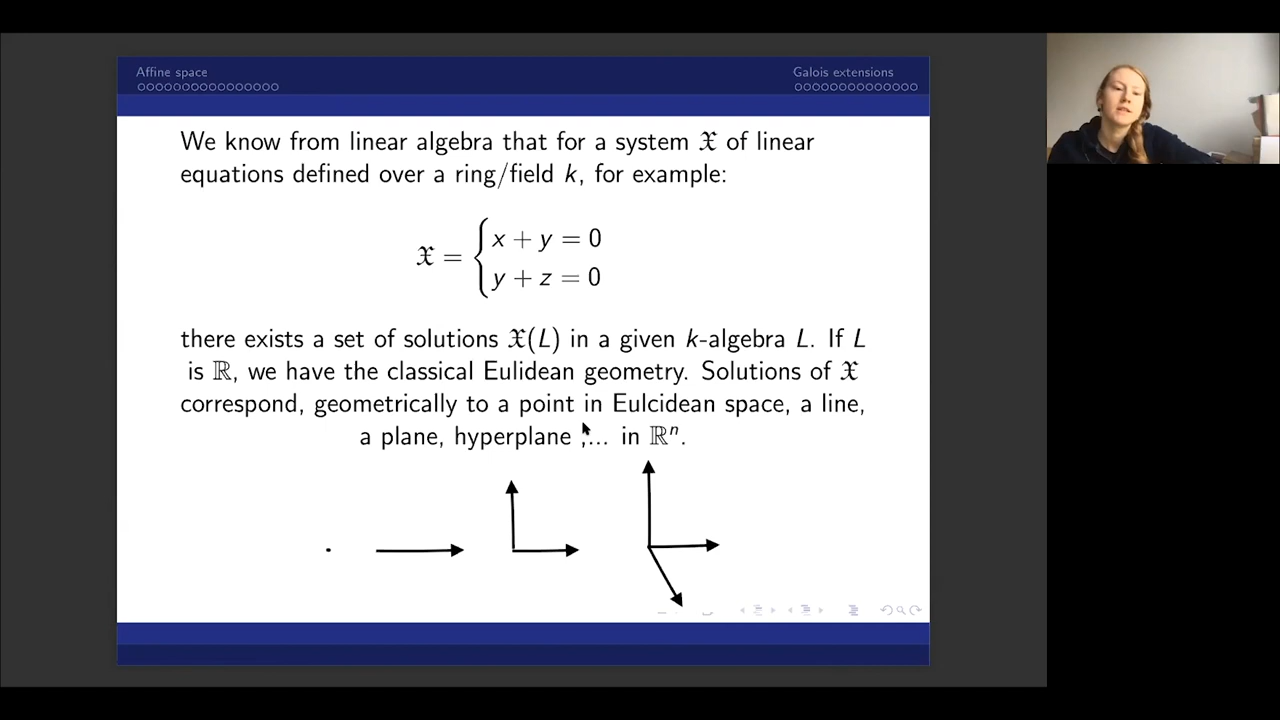 Affine space
Galois extensions
We know from linear algebra that for a system 𝔛 of linear
equations defined over a ring/field k, for example:
𝔛 = { x + y = 0
y + z = 0
there exists a set of solutions 𝔛(L) in a given k-algebra L. If L
is ℝ, we have the classical Eulidean geometry. Solutions of 𝔛
correspond, geometrically to a point in Eulcidean space, a line,
a plane, hyperplane ,... in ℝⁿ.